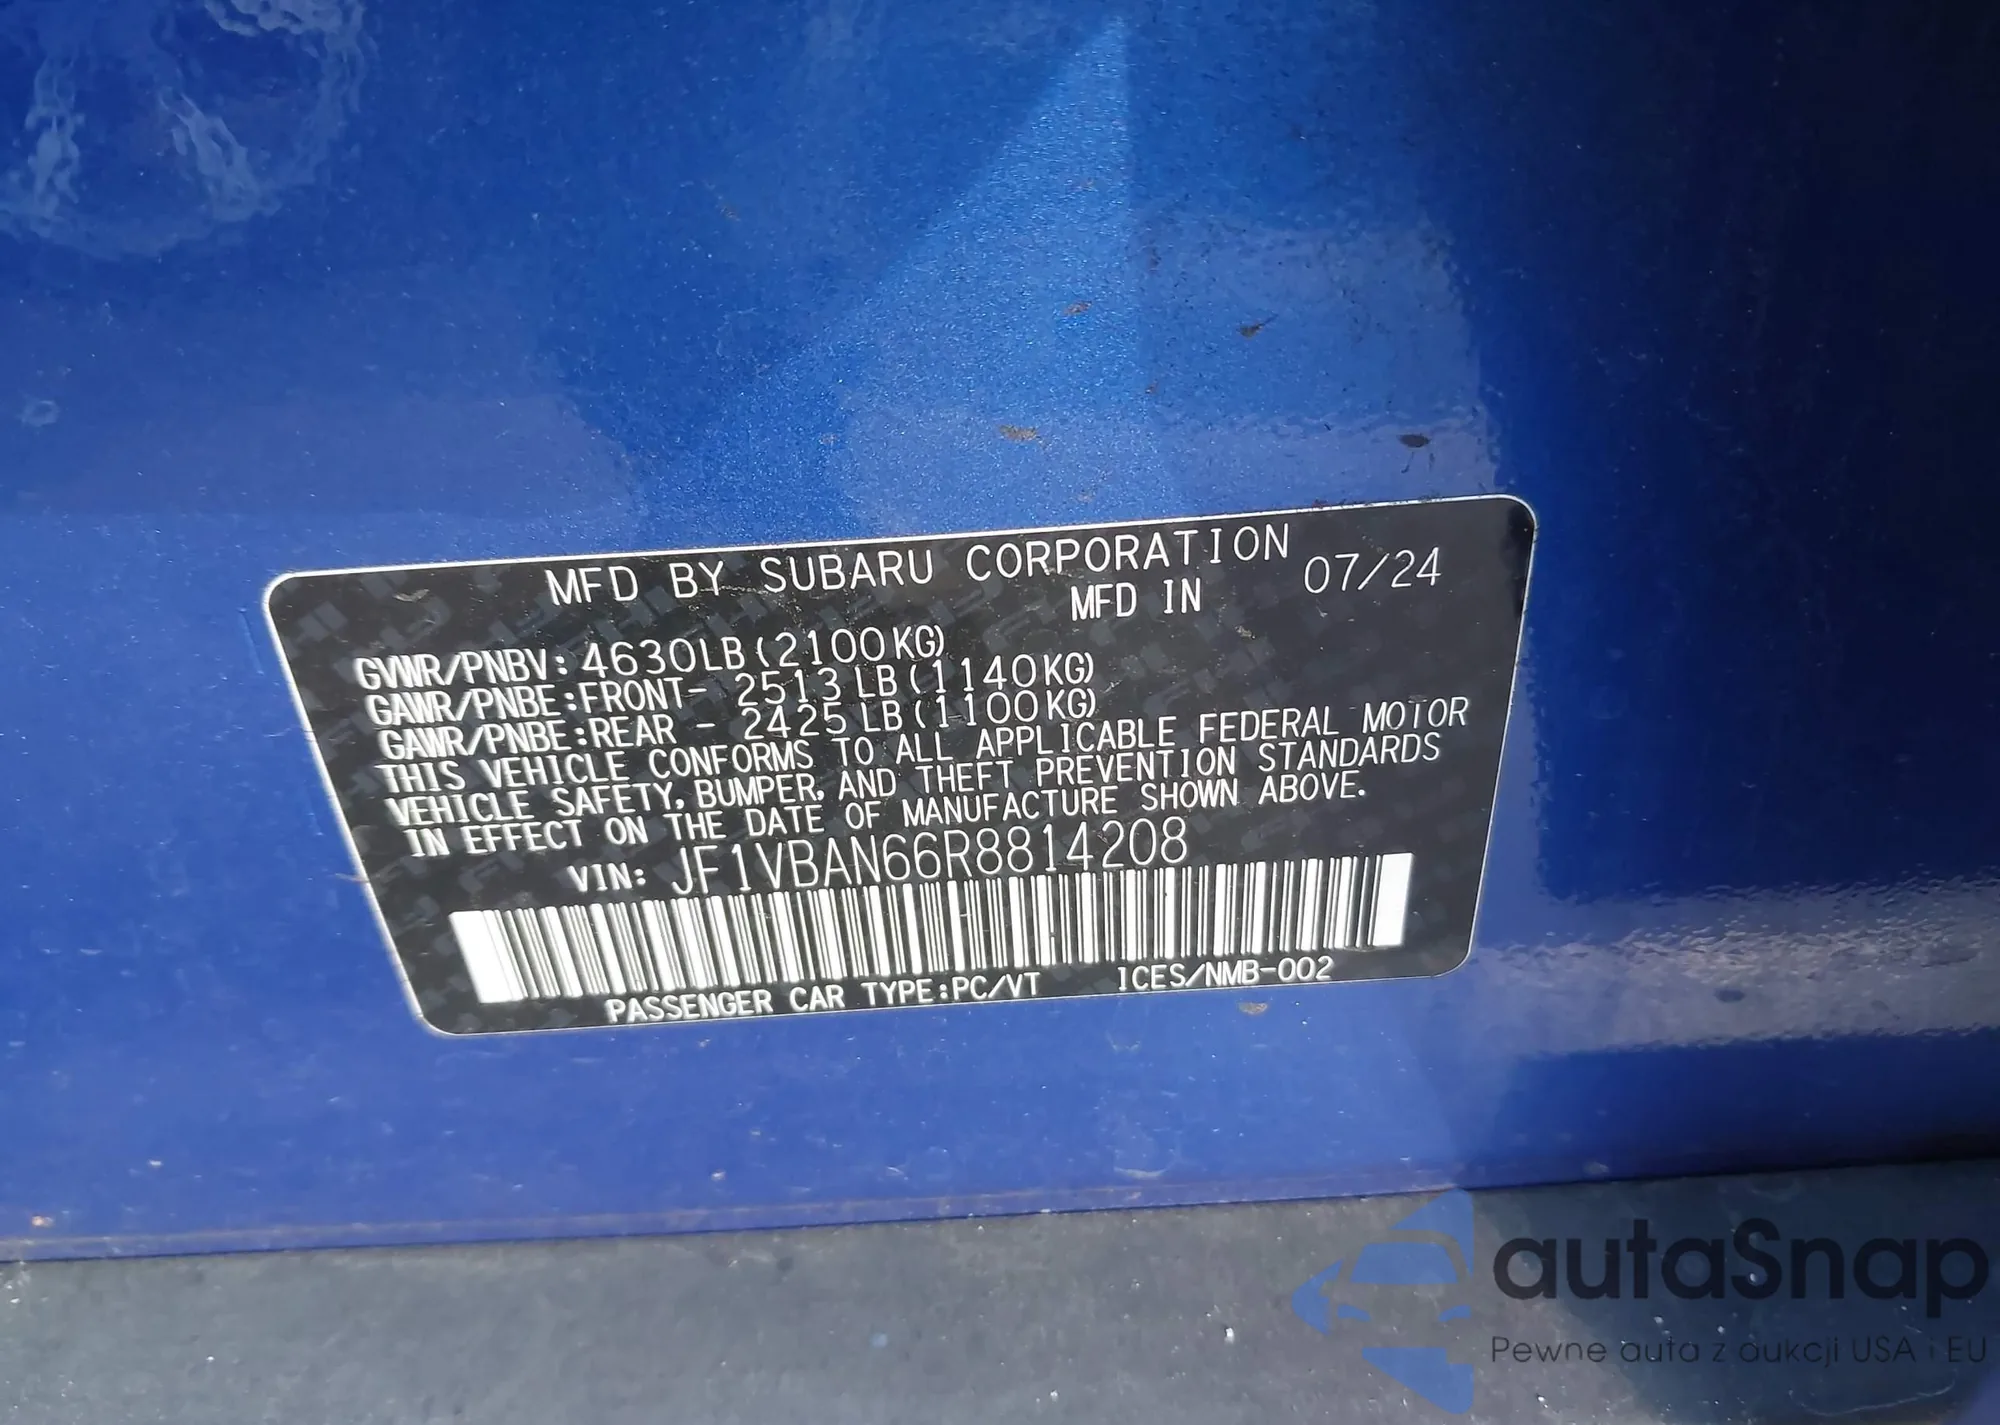 MFD BY SUBARU CORPORATION
MFD IN 07/24
GVWR/PNBV: 4630LB(2100KG)
GAWR/PNBE:FRONT- 2513LB(1140KG)
GAWR/PNBE:REAR - 2425LB(1100KG)
THIS VEHICLE CONFORMS TO ALL APPLICABLE FEDERAL MOTOR
VEHICLE SAFETY, BUMPER, AND THEFT PREVENTION STANDARDS
IN EFFECT ON THE DATE OF MANUFACTURE SHOWN ABOVE.
VIN: JF1VBAN66R8814208
PASSENGER CAR TYPE:PC/VT ICES/NMB-002
autaSnap
Pewne auta z aukcji USA i EU